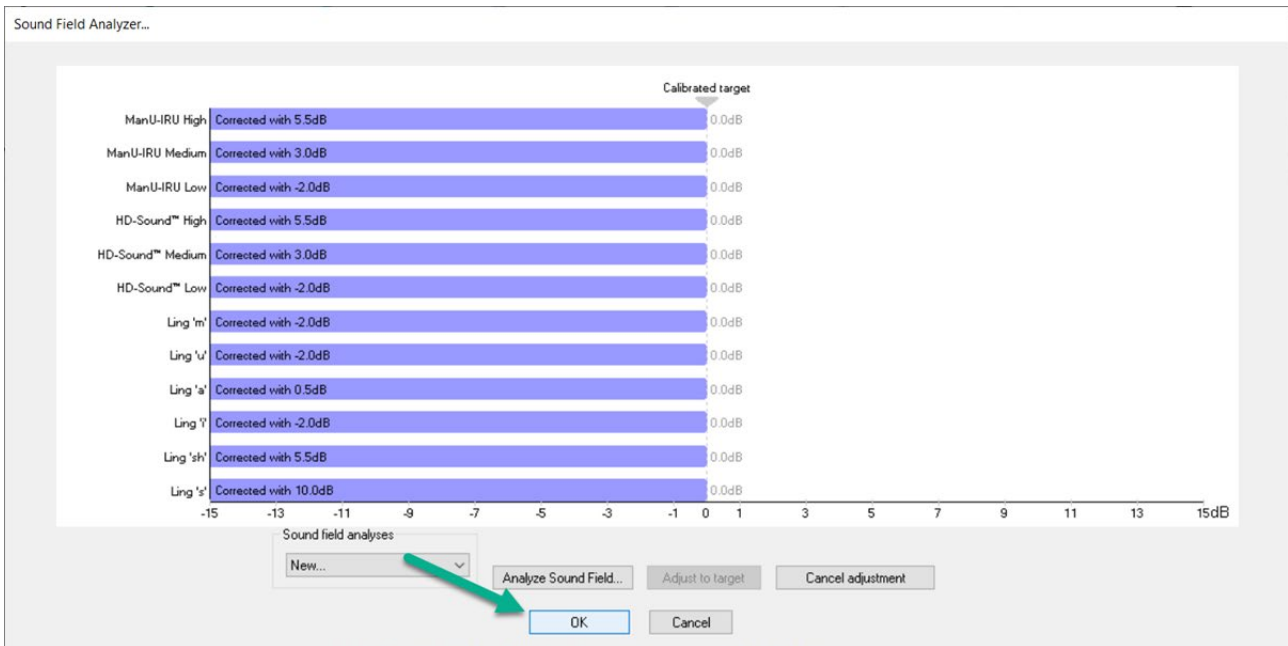 Sound Field Analyzer...
Calibrated target
ManU-IRU High Corrected with 5.5dB 0.0dB
ManU-IRU Medium Corrected with 3.0dB 0.0dB
ManU-IRU Low Corrected with -2.0dB 0.0dB
HD-Sound™ High Corrected with 5.5dB 0.0dB
HD-Sound™ Medium Corrected with 3.0dB 0.0dB
HD-Sound™ Low Corrected with -2.0dB 0.0dB
Ling 'm' Corrected with -2.0dB 0.0dB
Ling 'u' Corrected with -2.0dB 0.0dB
Ling 'a' Corrected with 0.5dB 0.0dB
Ling 'i' Corrected with -2.0dB 0.0dB
Ling 'sh' Corrected with 5.5dB 0.0dB
Ling 's' Corrected with 10.0dB 0.0dB
-15 -13 -11 -9 -7 -5 -3 -1 0 1 3 5 7 9 11 13 15dB
Sound field analyses
New... Analyze Sound Field... Adjust to target Cancel adjustment
OK Cancel